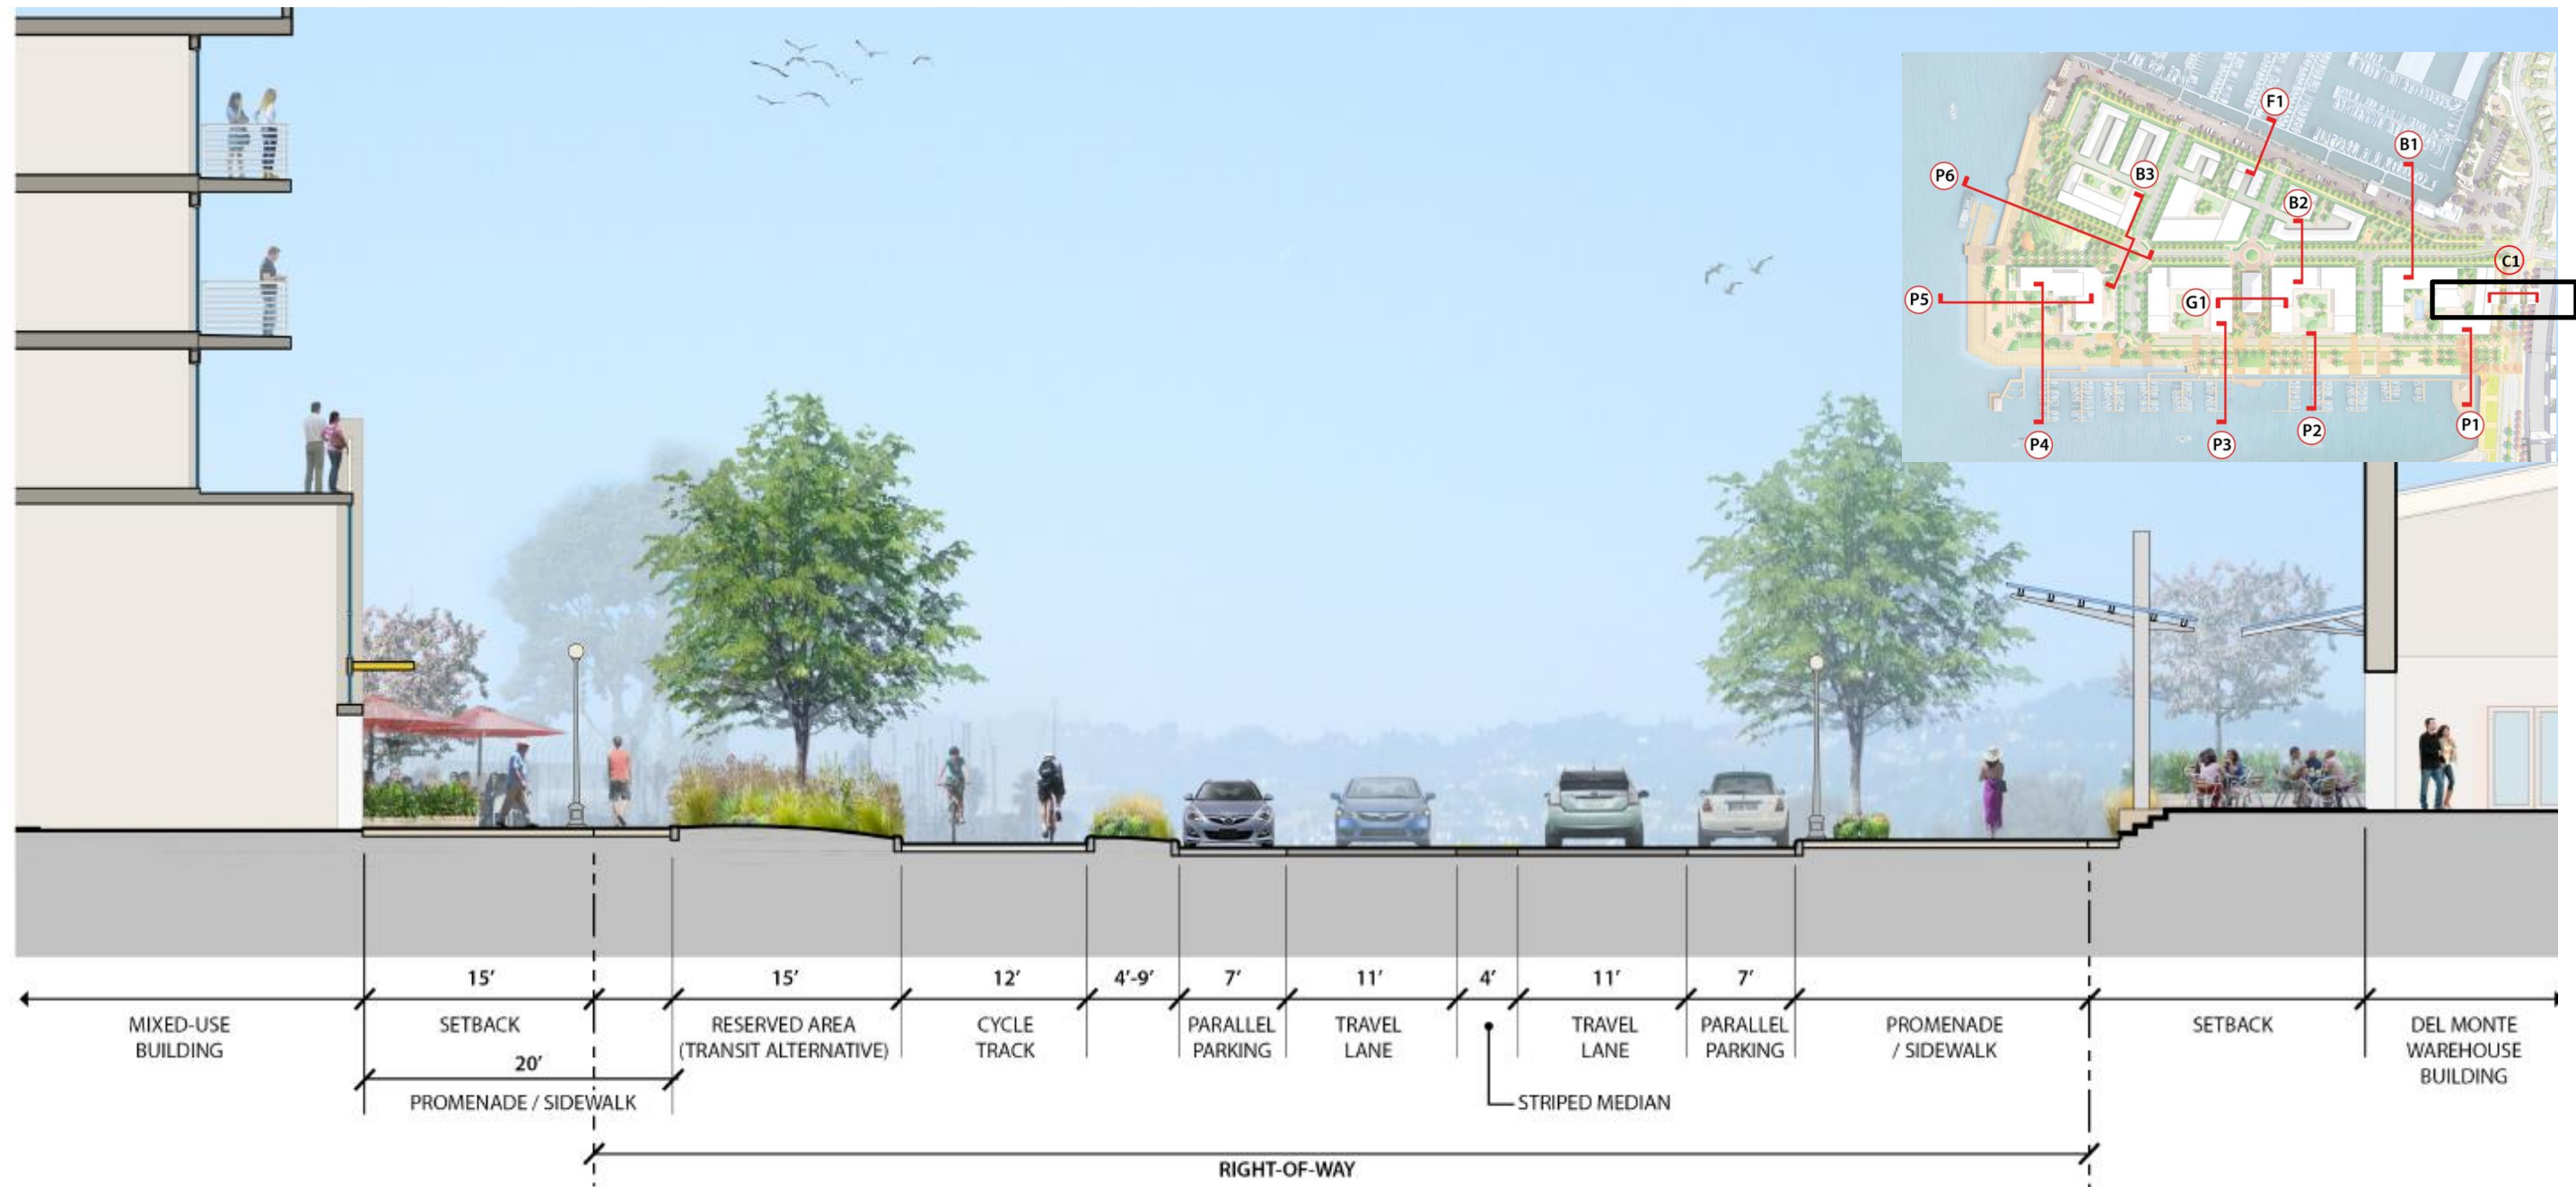 F1
B1
P6
B3
B2
C1
P5
G1
P4
P3
P2
P1
15′
15′
12′
4′-9′
7′
11′
4′
11′
7′
MIXED-USE
BUILDING
SETBACK
RESERVED AREA
(TRANSIT ALTERNATIVE)
CYCLE
TRACK
PARALLEL
PARKING
TRAVEL
LANE
TRAVEL
LANE
PARALLEL
PARKING
PROMENADE
/ SIDEWALK
SETBACK
DEL MONTE
WAREHOUSE
BUILDING
20′
PROMENADE / SIDEWALK
STRIPED MEDIAN
RIGHT-OF-WAY